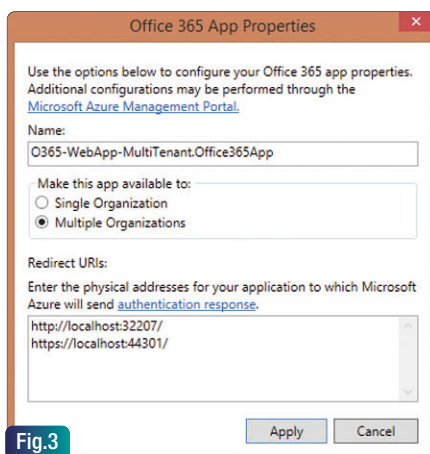 Office 365 App Properties
Use the options below to configure your Office 365 app properties.
Additional configurations may be performed through the
Microsoft Azure Management Portal.
Name:
O365-WebApp-MultiTenant.Office365App
Make this app available to:
Single Organization
Multiple Organizations
Redirect URIs:
Enter the physical addresses for your application to which Microsoft
Azure will send authentication response.
http://localhost:32207/
https://localhost:44301/
Apply Cancel
Fig.3